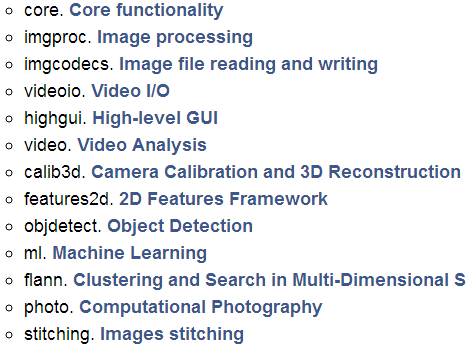 core. Core functionality
imgproc. Image processing
imgcodecs. Image file reading and writing
videoio. Video I/O
highgui. High-level GUI
video. Video Analysis
calib3d. Camera Calibration and 3D Reconstruction
features2d. 2D Features Framework
objdetect. Object Detection
ml. Machine Learning
flann. Clustering and Search in Multi-Dimensional S
photo. Computational Photography
stitching. Images stitching